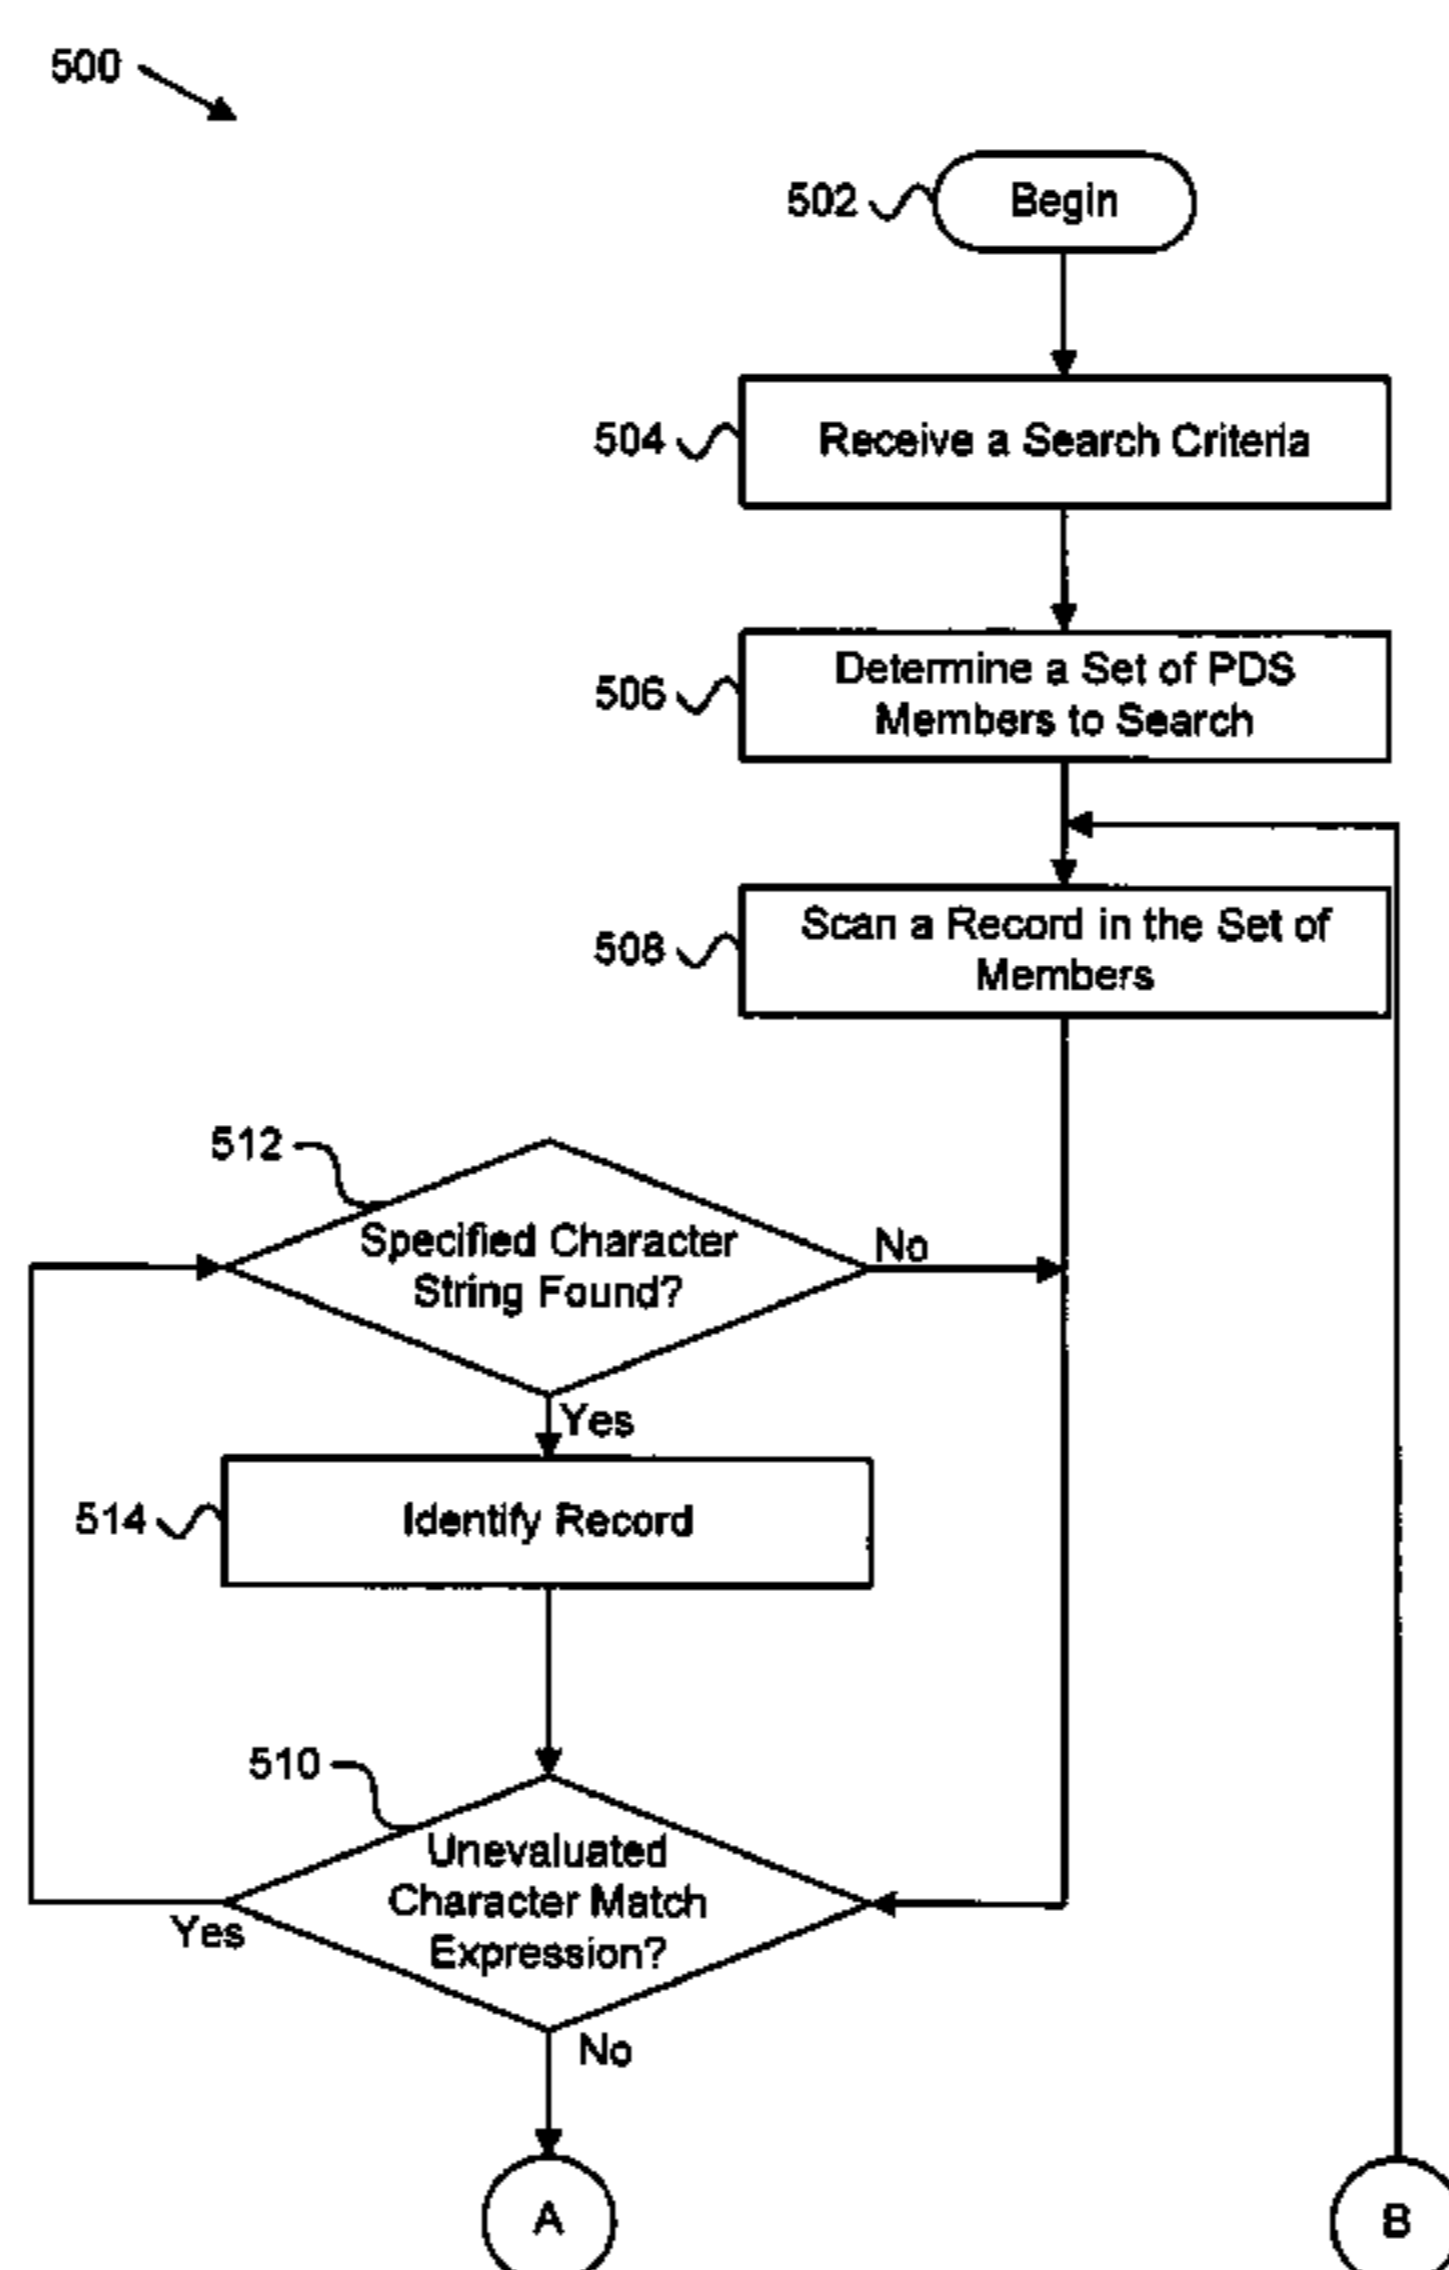 500
502 Begin
504 Receive a Search Criteria
506 Determine a Set of PDS
Members to Search
508 Scan a Record in the Set of
Members
512
Specified Character
String Found?
No
Yes
514 Identify Record
510
Unevaluated
Character Match
Expression?
Yes
No
A
B